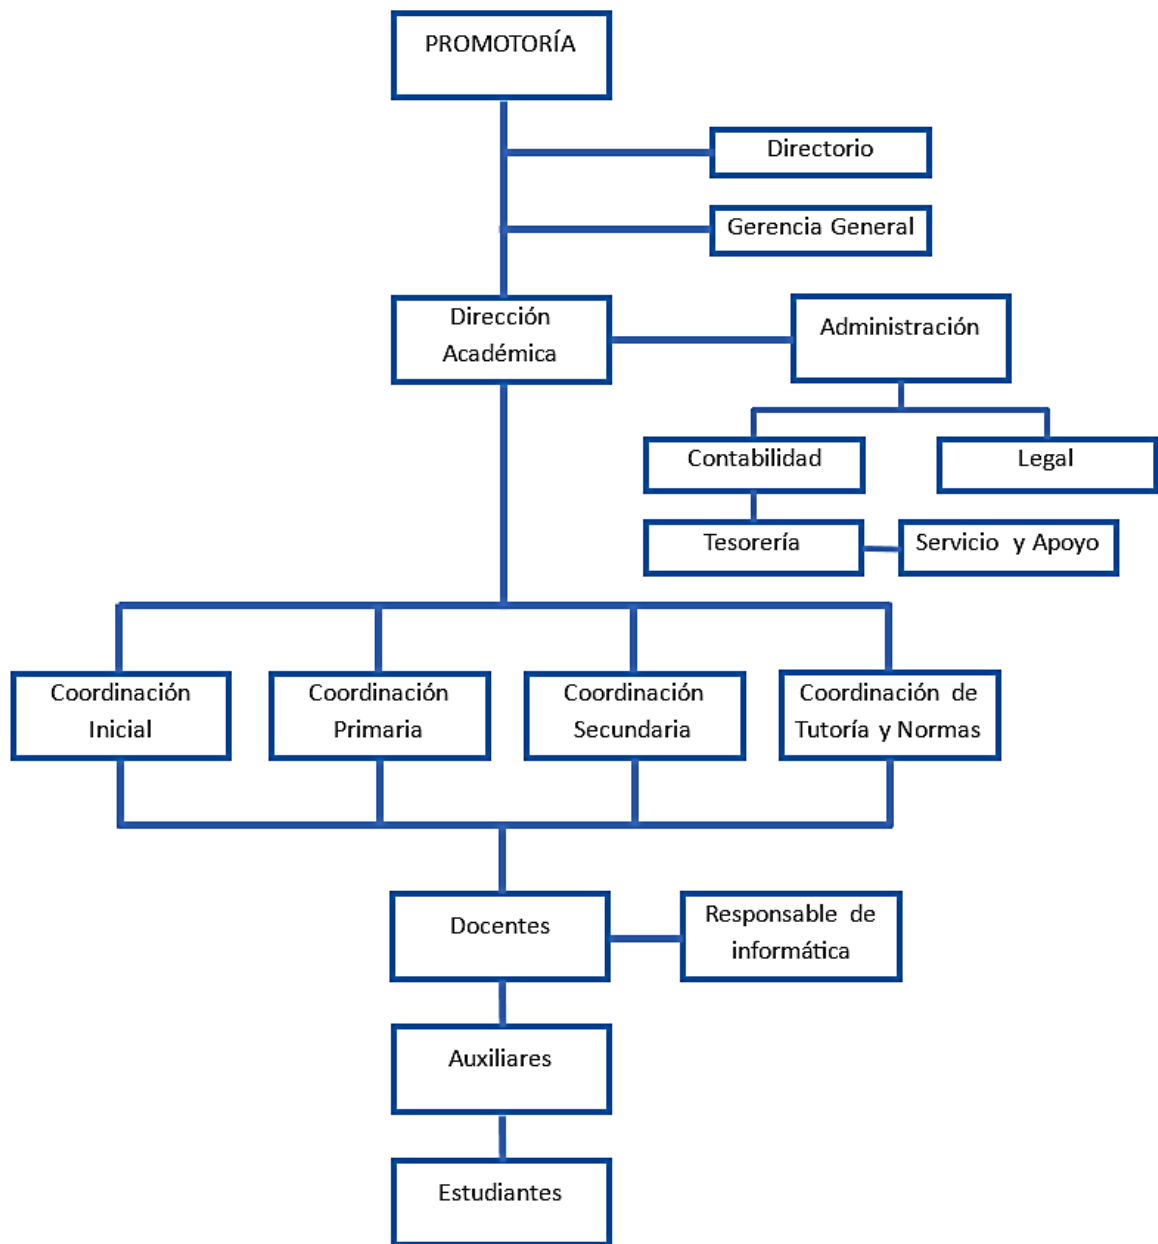 PROMOTORÍA
Directorio
Gerencia General
Dirección
Académica
Administración
Contabilidad
Legal
Tesorería
Servicio y Apoyo
Coordinación
Inicial
Coordinación
Primaria
Coordinación
Secundaria
Coordinación de
Tutoría y Normas
Docentes
Responsable de
informática
Auxiliares
Estudiantes